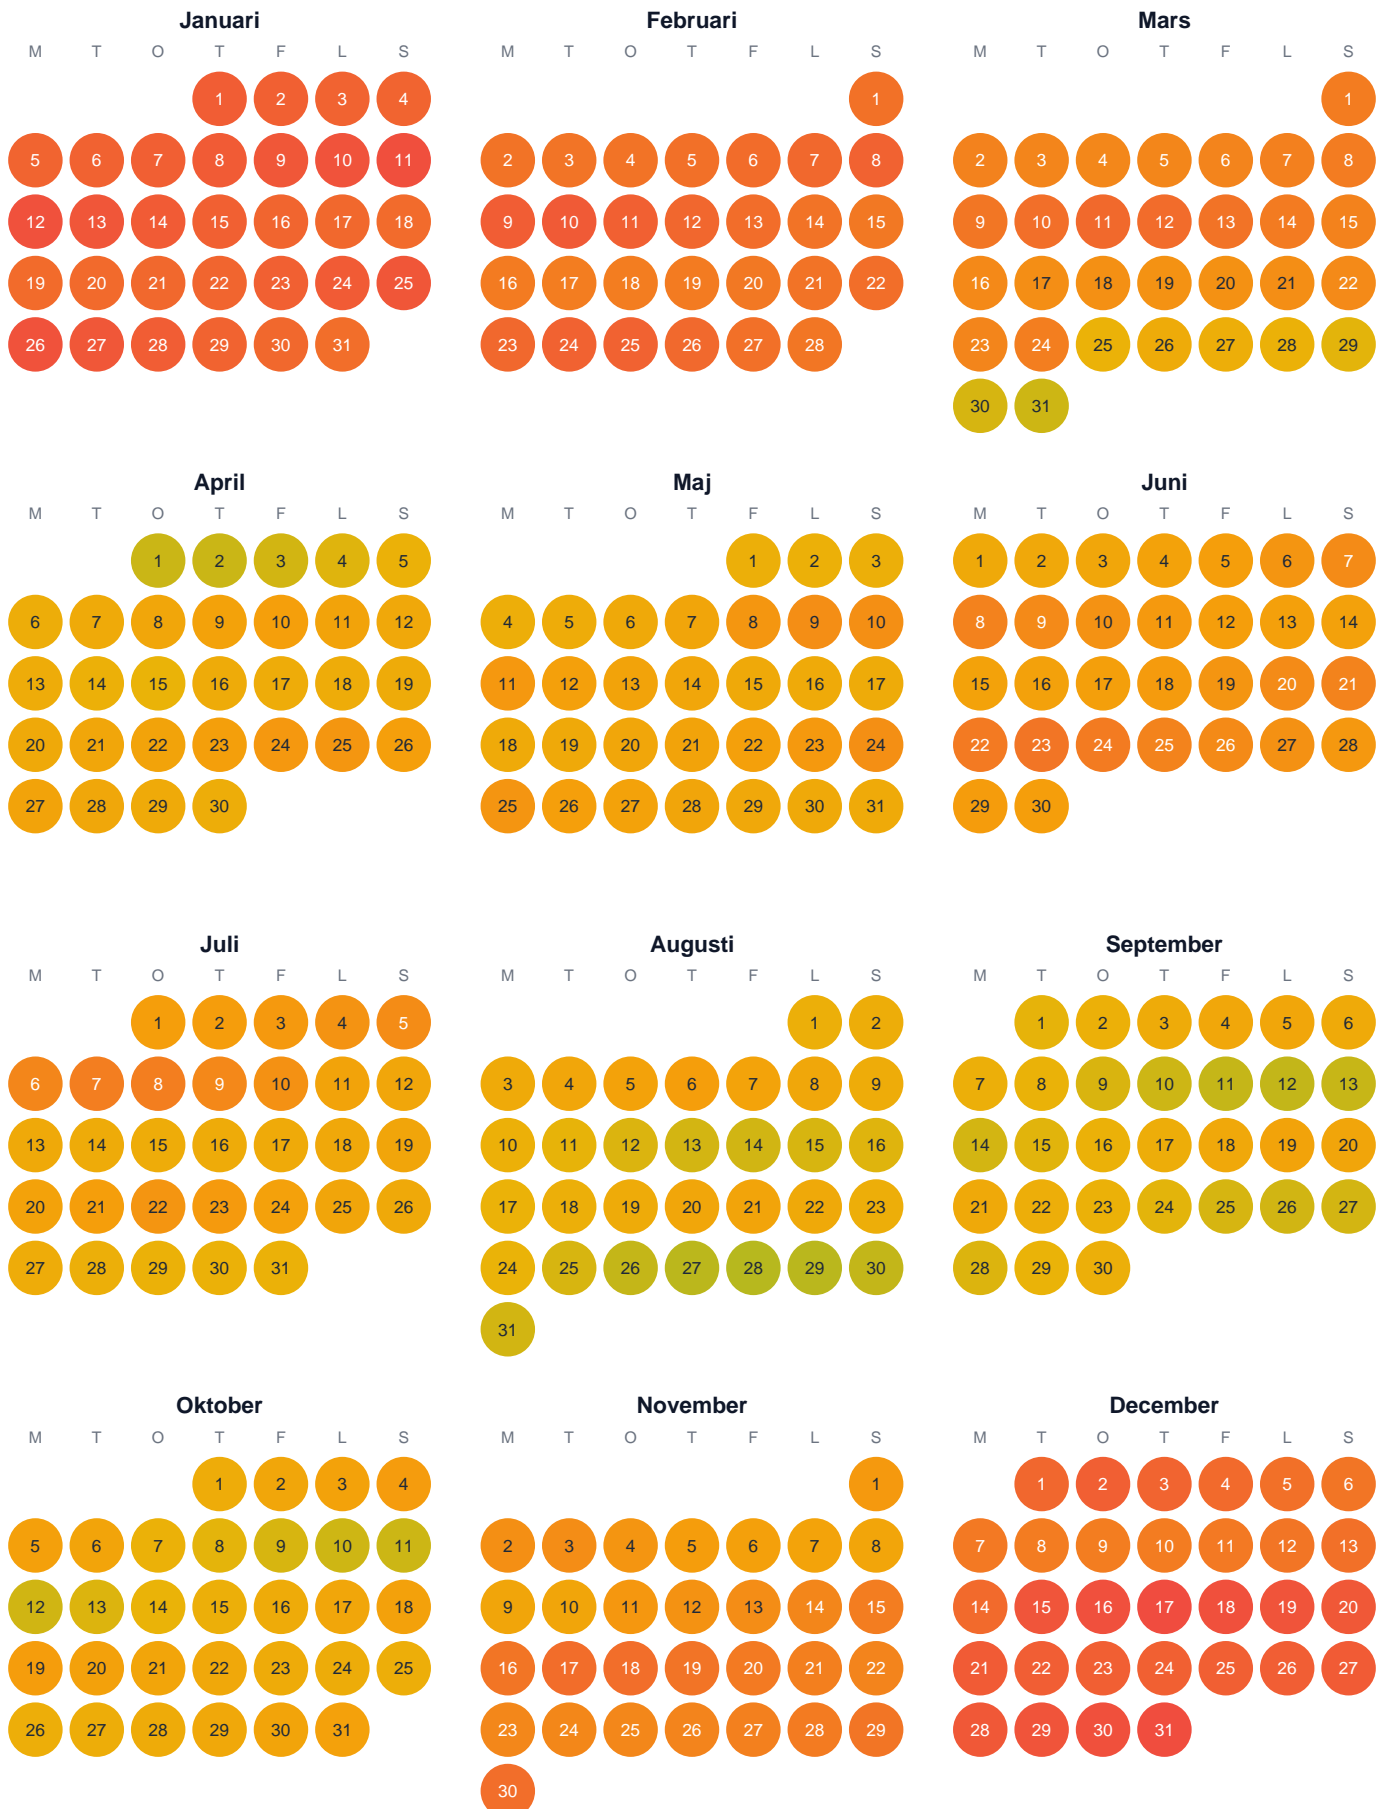 Januari
M T O T F L S
1 2 3 4
5 6 7 8 9 10 11
12 13 14 15 16 17 18
19 20 21 22 23 24 25
26 27 28 29 30 31
Februari
M T O T F L S
1
2 3 4 5 6 7 8
9 10 11 12 13 14 15
16 17 18 19 20 21 22
23 24 25 26 27 28
Mars
M T O T F L S
1
2 3 4 5 6 7 8
9 10 11 12 13 14 15
16 17 18 19 20 21 22
23 24 25 26 27 28 29
30 31
April
M T O T F L S
1 2 3 4 5
6 7 8 9 10 11 12
13 14 15 16 17 18 19
20 21 22 23 24 25 26
27 28 29 30
Maj
M T O T F L S
1 2 3
4 5 6 7 8 9 10
11 12 13 14 15 16 17
18 19 20 21 22 23 24
25 26 27 28 29 30 31
Juni
M T O T F L S
1 2 3 4 5 6 7
8 9 10 11 12 13 14
15 16 17 18 19 20 21
22 23 24 25 26 27 28
29 30
Juli
M T O T F L S
1 2 3 4 5
6 7 8 9 10 11 12
13 14 15 16 17 18 19
20 21 22 23 24 25 26
27 28 29 30 31
Augusti
M T O T F L S
1 2
3 4 5 6 7 8 9
10 11 12 13 14 15 16
17 18 19 20 21 22 23
24 25 26 27 28 29 30
31
September
M T O T F L S
1 2 3 4 5 6
7 8 9 10 11 12 13
14 15 16 17 18 19 20
21 22 23 24 25 26 27
28 29 30
Oktober
M T O T F L S
1 2 3 4
5 6 7 8 9 10 11
12 13 14 15 16 17 18
19 20 21 22 23 24 25
26 27 28 29 30 31
November
M T O T F L S
1
2 3 4 5 6 7 8
9 10 11 12 13 14 15
16 17 18 19 20 21 22
23 24 25 26 27 28 29
30
December
M T O T F L S
1 2 3 4 5 6
7 8 9 10 11 12 13
14 15 16 17 18 19 20
21 22 23 24 25 26 27
28 29 30 31